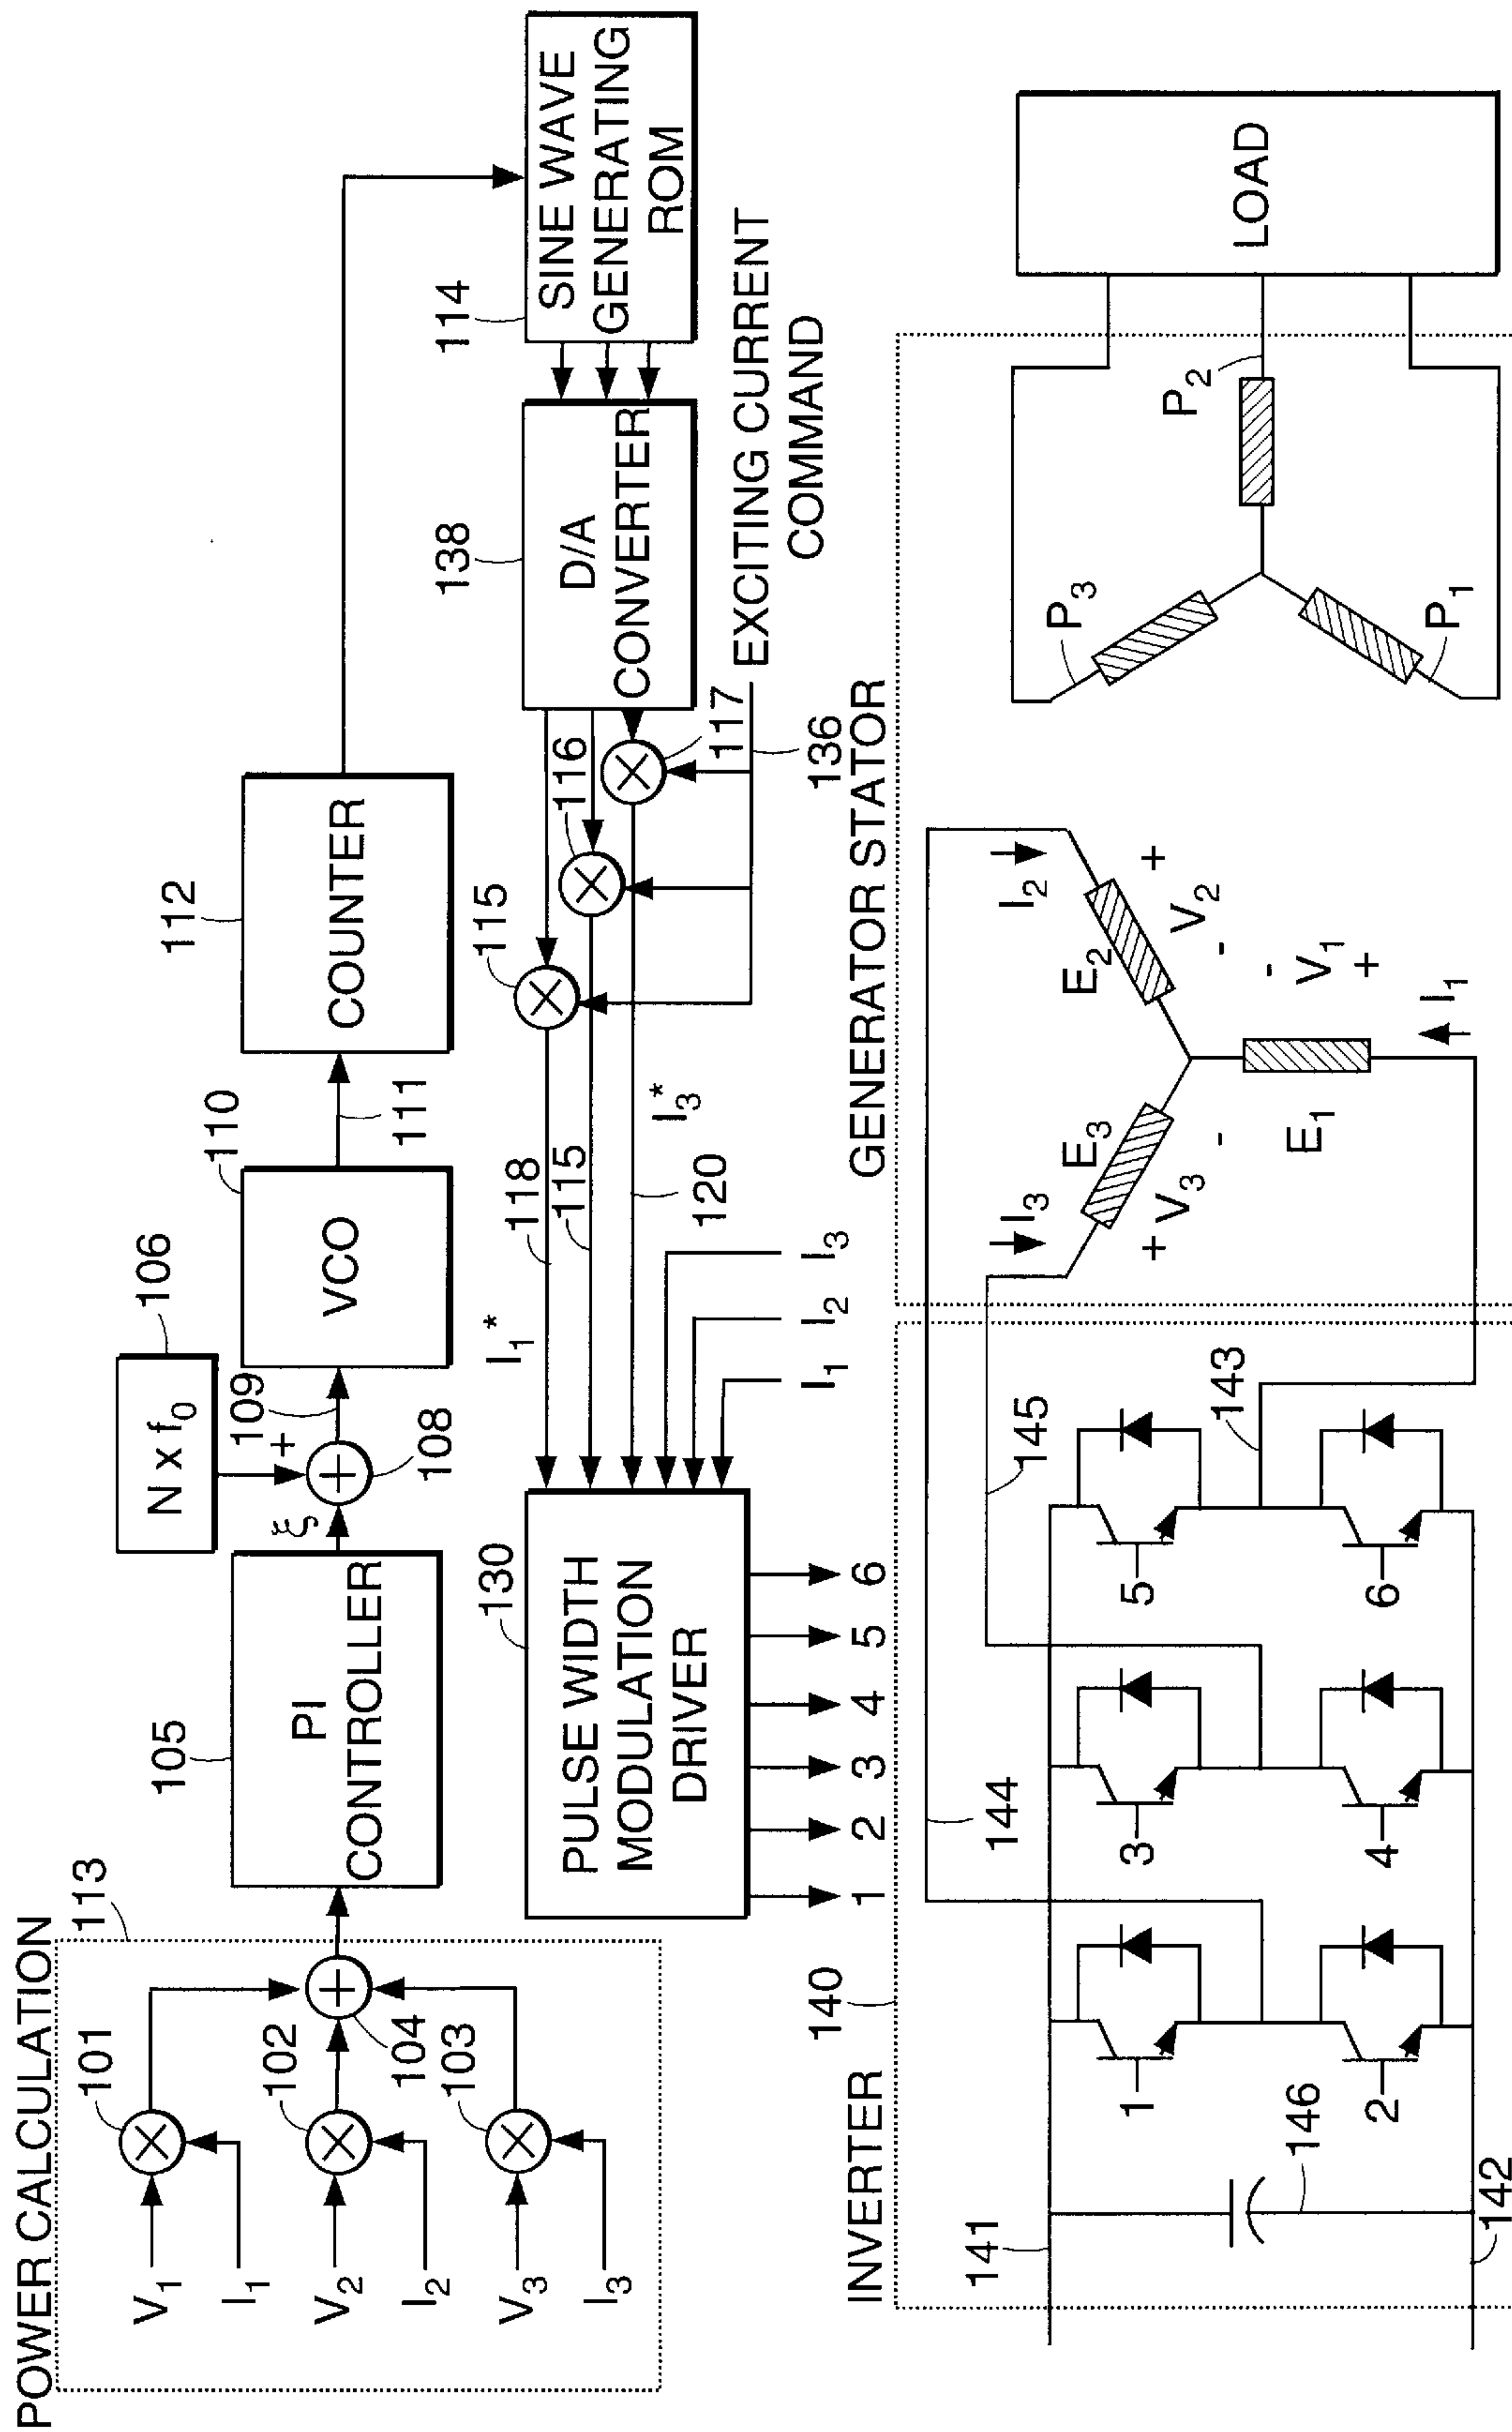 POWER CALCULATION
113
V1
I1
101
V2
I2
102
104
V3
I3
103
105
PI
CONTROLLER
ξ
N x f0
106
+
109
108
110
VCO
111
112
COUNTER
114
SINE WAVE
GENERATING
ROM
138
D/A
CONVERTER
115
116
117
EXCITING CURRENT
COMMAND
136
I1*
118
115
I3*
120
130
PULSE WIDTH
MODULATION
DRIVER
I1
I2
I3
1
2
3
4
5
6
INVERTER
140
141
142
146
144
145
143
1
2
3
4
5
6
GENERATOR STATOR
I3
I2
E3
E2
+
V3
-
-
V2
+
E1
-
V1
+
I1
P3
P2
P1
LOAD